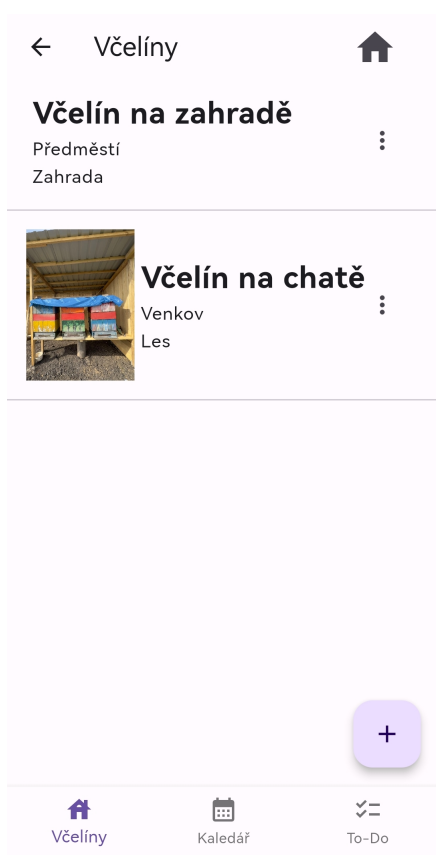 Včelíny
Včelín na zahradě
Předměstí
Zahrada
Včelín na chatě
Venkov
Les
Včelíny
Kaledář
To-Do